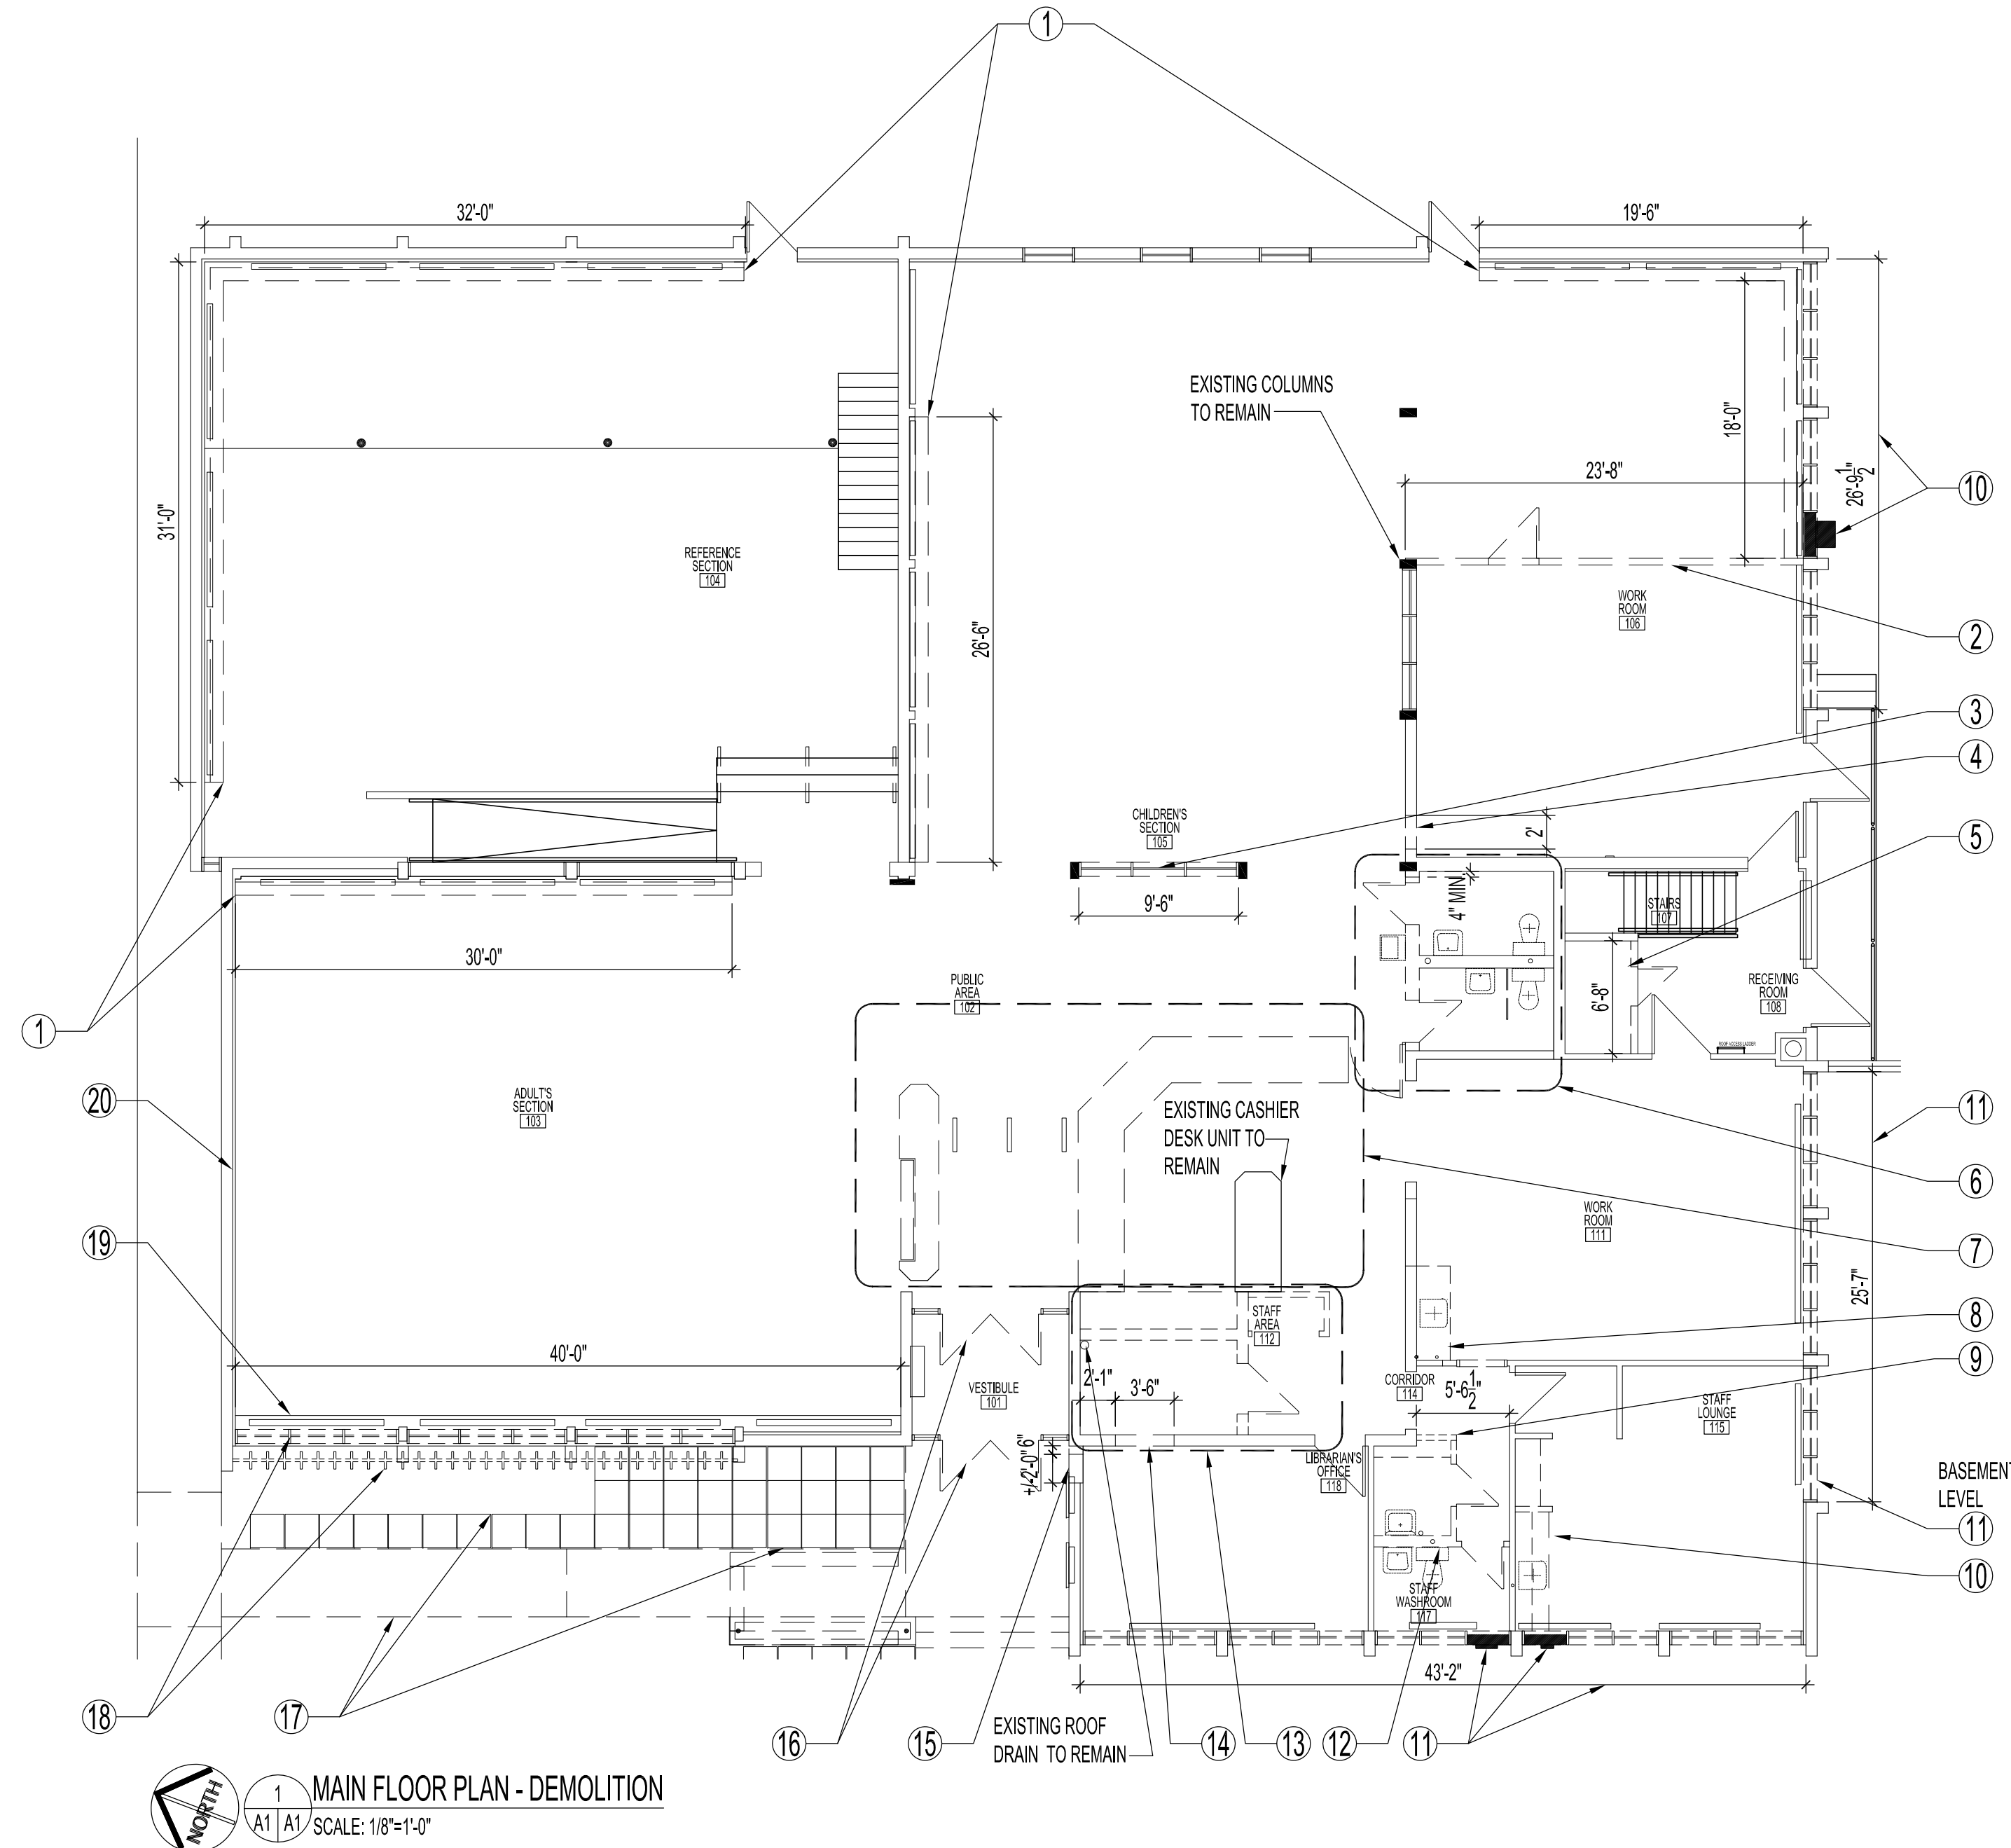 1
32'-0"
19'-6"
EXISTING COLUMNS
TO REMAIN
18'-0"
26'-9 1/2"
23'-8"
10
31'-0"
REFERENCE
SECTION
104
26'-6"
WORK
ROOM
106
2
3
4
CHILDREN'S
SECTION
105
2'
5
4" MIN
STAIRS
107
9'-6"
30'-0"
PUBLIC
AREA
102
6'-8"
RECEIVING
ROOM
108
1
ROOF ACCESS LADDER
20
ADULT'S
SECTION
103
EXISTING CASHIER
DESK UNIT TO
REMAIN
11
6
WORK
ROOM
111
19
7
25'-7"
STAFF
AREA
112
8
40'-0"
9
VESTIBULE
101
2'-1"
3'-6"
CORRIDOR
114
5'-6 1/2"
STAFF
LOUNGE
115
+/-2'-0"
6"
LIBRARIAN'S
OFFICE
118
BASEMENT
LEVEL
11
10
STAFF
WASHROOM
117
43'-2"
18
17
16
15
EXISTING ROOF
DRAIN TO REMAIN
14
13
12
11
NORTH
1
A1 A1
MAIN FLOOR PLAN - DEMOLITION
SCALE: 1/8"=1'-0"